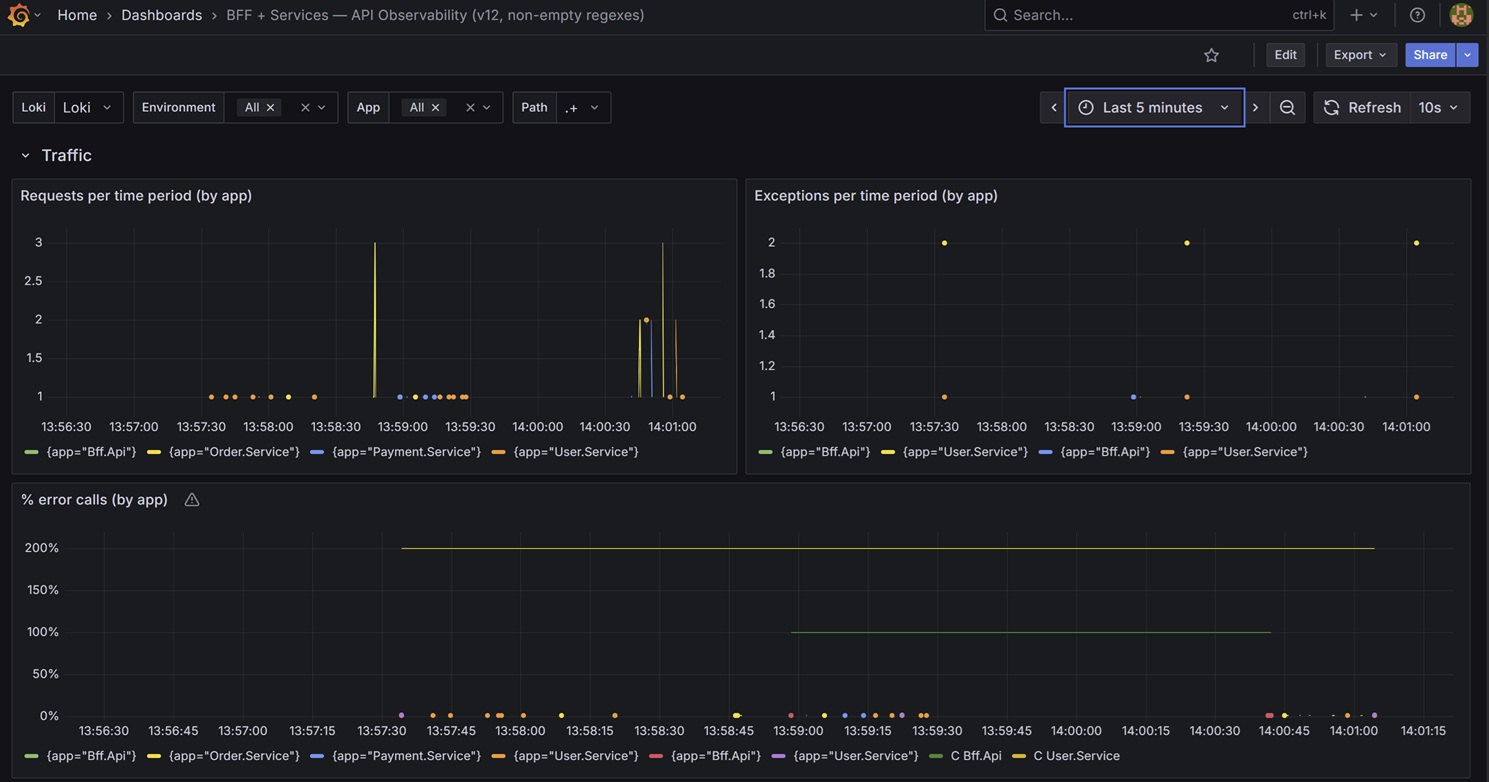 Home › Dashboards › BFF + Services — API Observability (v12, non-empty regexes)
Search... ctrl+k
Edit Export Share
Loki Loki Environment All App All Path .+
Last 5 minutes Refresh 10s
Traffic
Requests per time period (by app)
3
2.5
2
1.5
1
13:56:30 13:57:00 13:57:30 13:58:00 13:58:30 13:59:00 13:59:30 14:00:00 14:00:30 14:01:00
{app="Bff.Api"} {app="Order.Service"} {app="Payment.Service"} {app="User.Service"}
Exceptions per time period (by app)
2
1.8
1.6
1.4
1.2
1
13:56:30 13:57:00 13:57:30 13:58:00 13:58:30 13:59:00 13:59:30 14:00:00 14:00:30 14:01:00
{app="Bff.Api"} {app="User.Service"} {app="Bff.Api"} {app="User.Service"}
% error calls (by app)
200%
150%
100%
50%
0%
13:56:30 13:56:45 13:57:00 13:57:15 13:57:30 13:57:45 13:58:00 13:58:15 13:58:30 13:58:45 13:59:00 13:59:15 13:59:30 13:59:45 14:00:00 14:00:15 14:00:30 14:00:45 14:01:00 14:01:15
{app="Bff.Api"} {app="Order.Service"} {app="Payment.Service"} {app="User.Service"} {app="Bff.Api"} {app="User.Service"} C Bff.Api C User.Service